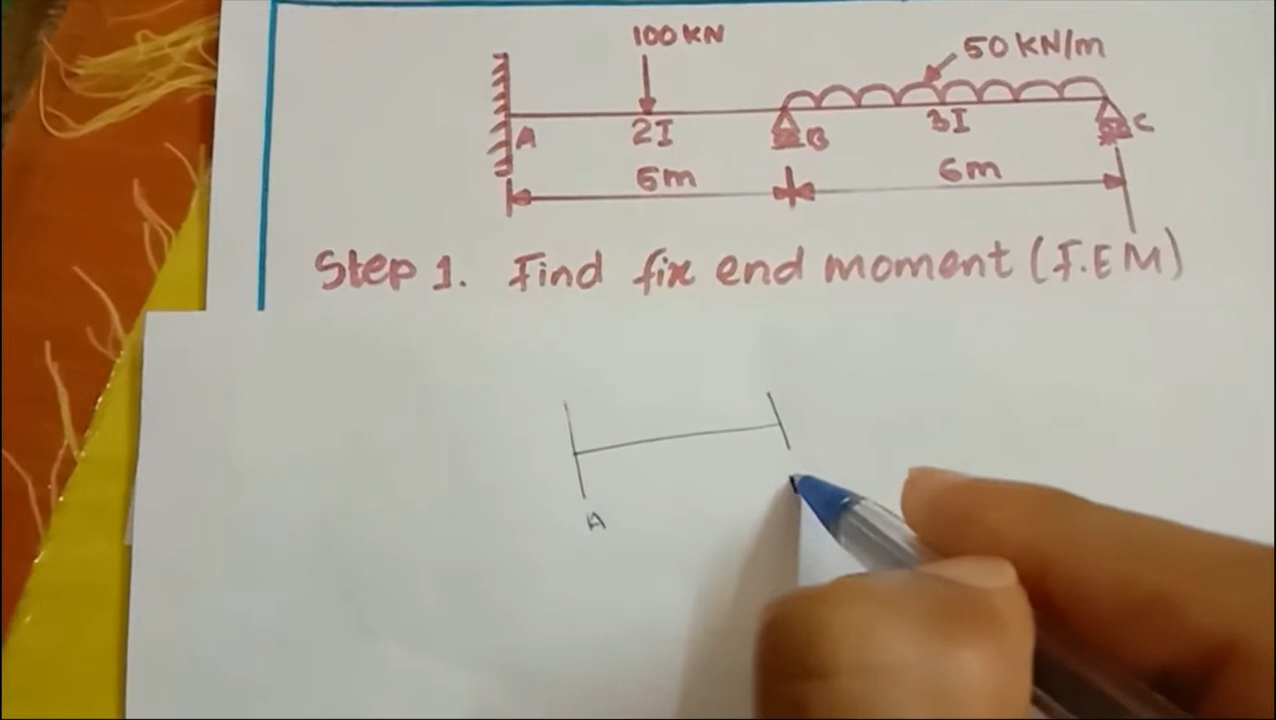 100 KN
50 KN/m
A 2I B 3I C
5m 6m
Step 1. Find fix end moment (F.E M)
A